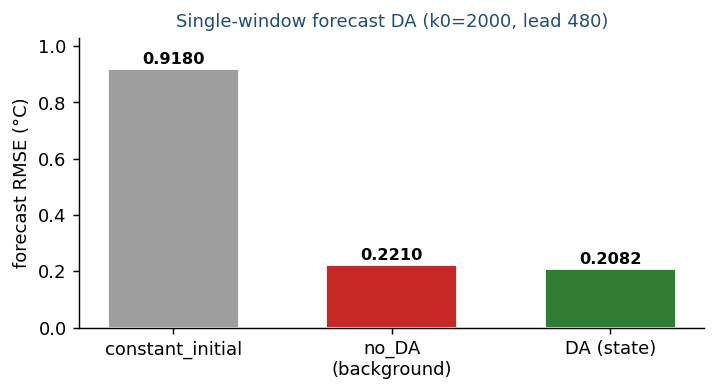 Single-window forecast DA (k0=2000, lead 480)
forecast RMSE (°C)
1.0
0.8
0.6
0.4
0.2
0.0
0.9180
0.2210
0.2082
constant_initial
no_DA
(background)
DA (state)